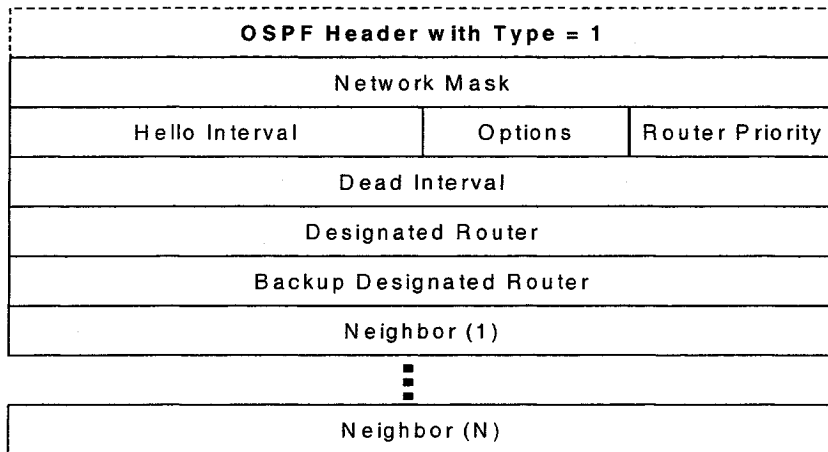 OSPF Header with Type = 1
Network Mask
Hello Interval Options Router Priority
Dead Interval
Designated Router
Backup Designated Router
Neighbor (1)
Neighbor (N)